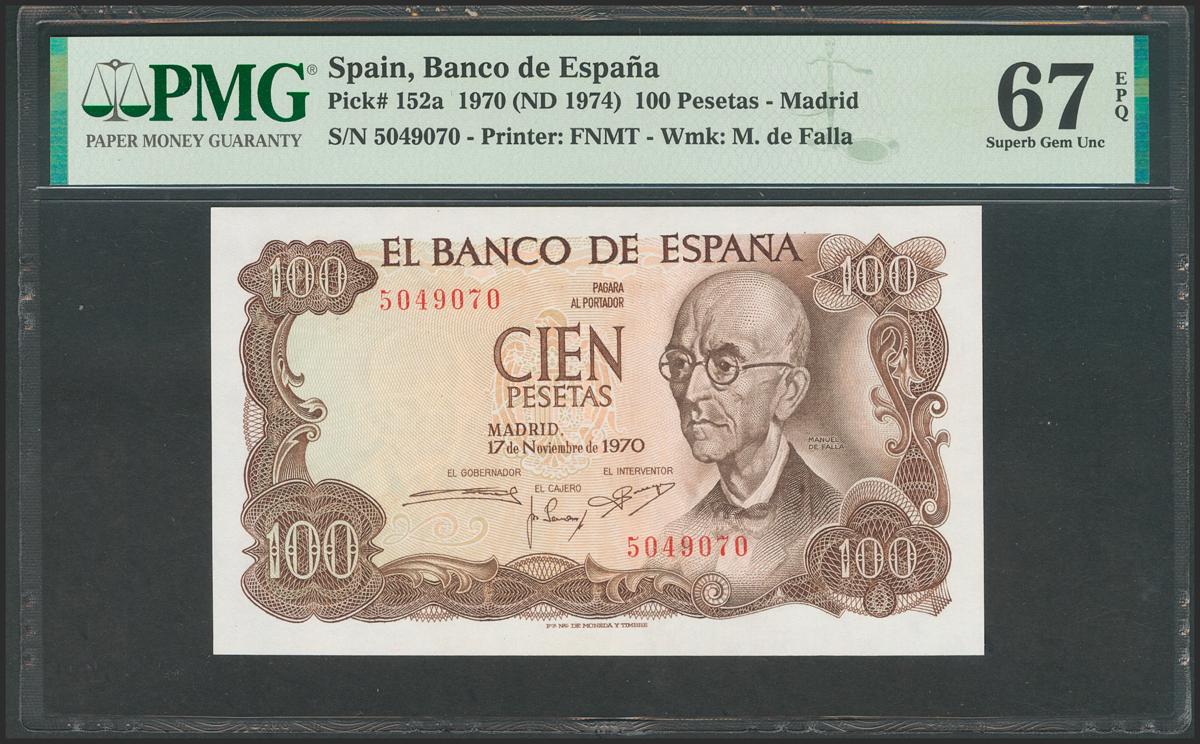 PMG®
PAPER MONEY GUARANTY
Spain, Banco de España
Pick# 152a 1970 (ND 1974) 100 Pesetas - Madrid
S/N 5049070 - Printer: FNMT - Wmk: M. de Falla
67
EPQ
Superb Gem Unc
EL BANCO DE ESPAÑA
100
100
5049070
PAGARA
AL PORTADOR
CIEN
PESETAS
MADRID,
17 de Noviembre de 1970
MANUEL
DE FALLA
EL GOBERNADOR
EL INTERVENTOR
EL CAJERO
5049070
100
100
Fca. Nal. DE MONEDA Y TIMBRE